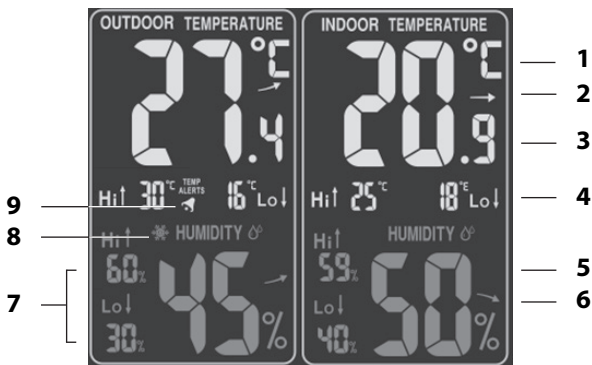 OUTDOOR TEMPERATURE
27.4 °C
Hi↑ 30°C TEMP ALERTS 16°C Lo↓
HUMIDITY
Hi↑
60%
45%
Lo↓
30%
INDOOR TEMPERATURE
20.9 °C
Hi↑ 25°C 18°E Lo↓
HUMIDITY
Hi↑
59%
50%
Lo↓
40%
1
2
3
4
5
6
9
8
7